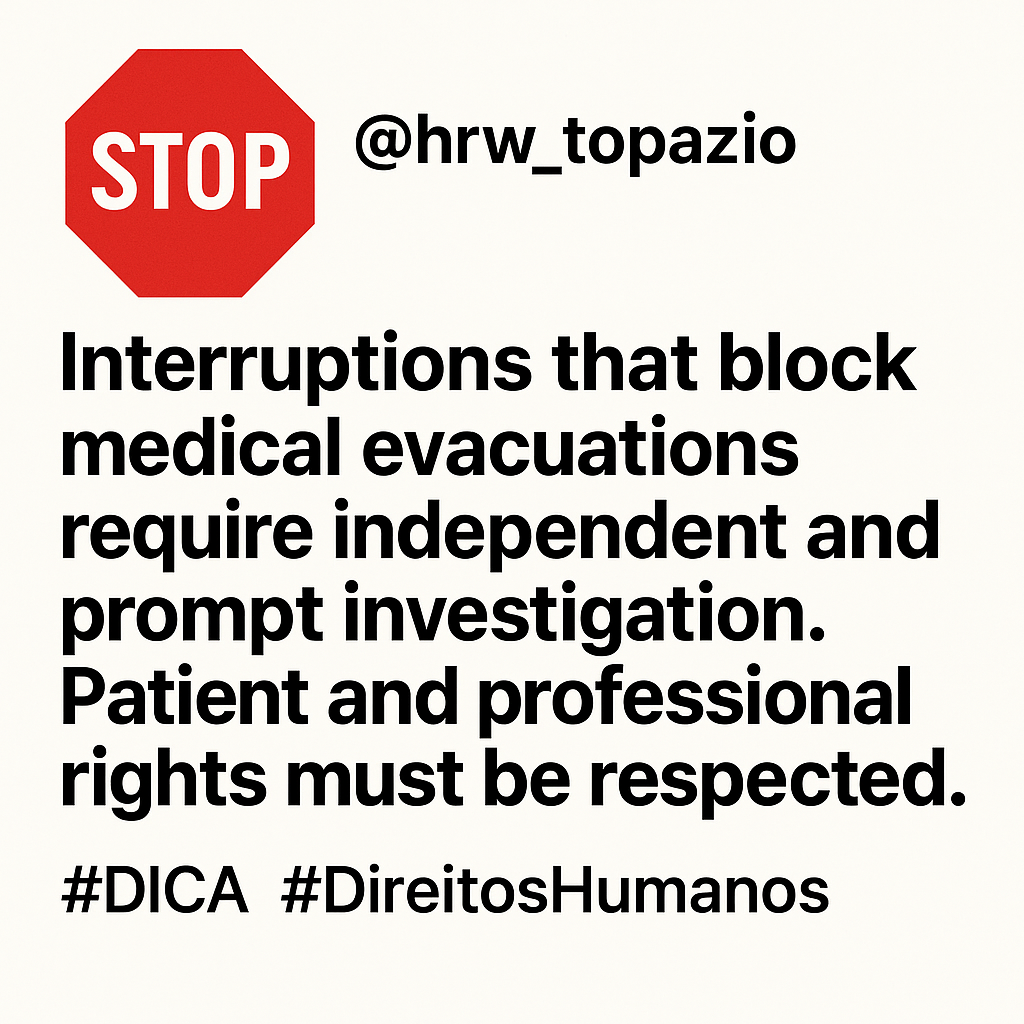 STOP
@hrw_topazio
Interruptions that block
medical evacuations
require independent and
prompt investigation.
Patient and professional
rights must be respected.
#DICA #DireitosHumanos